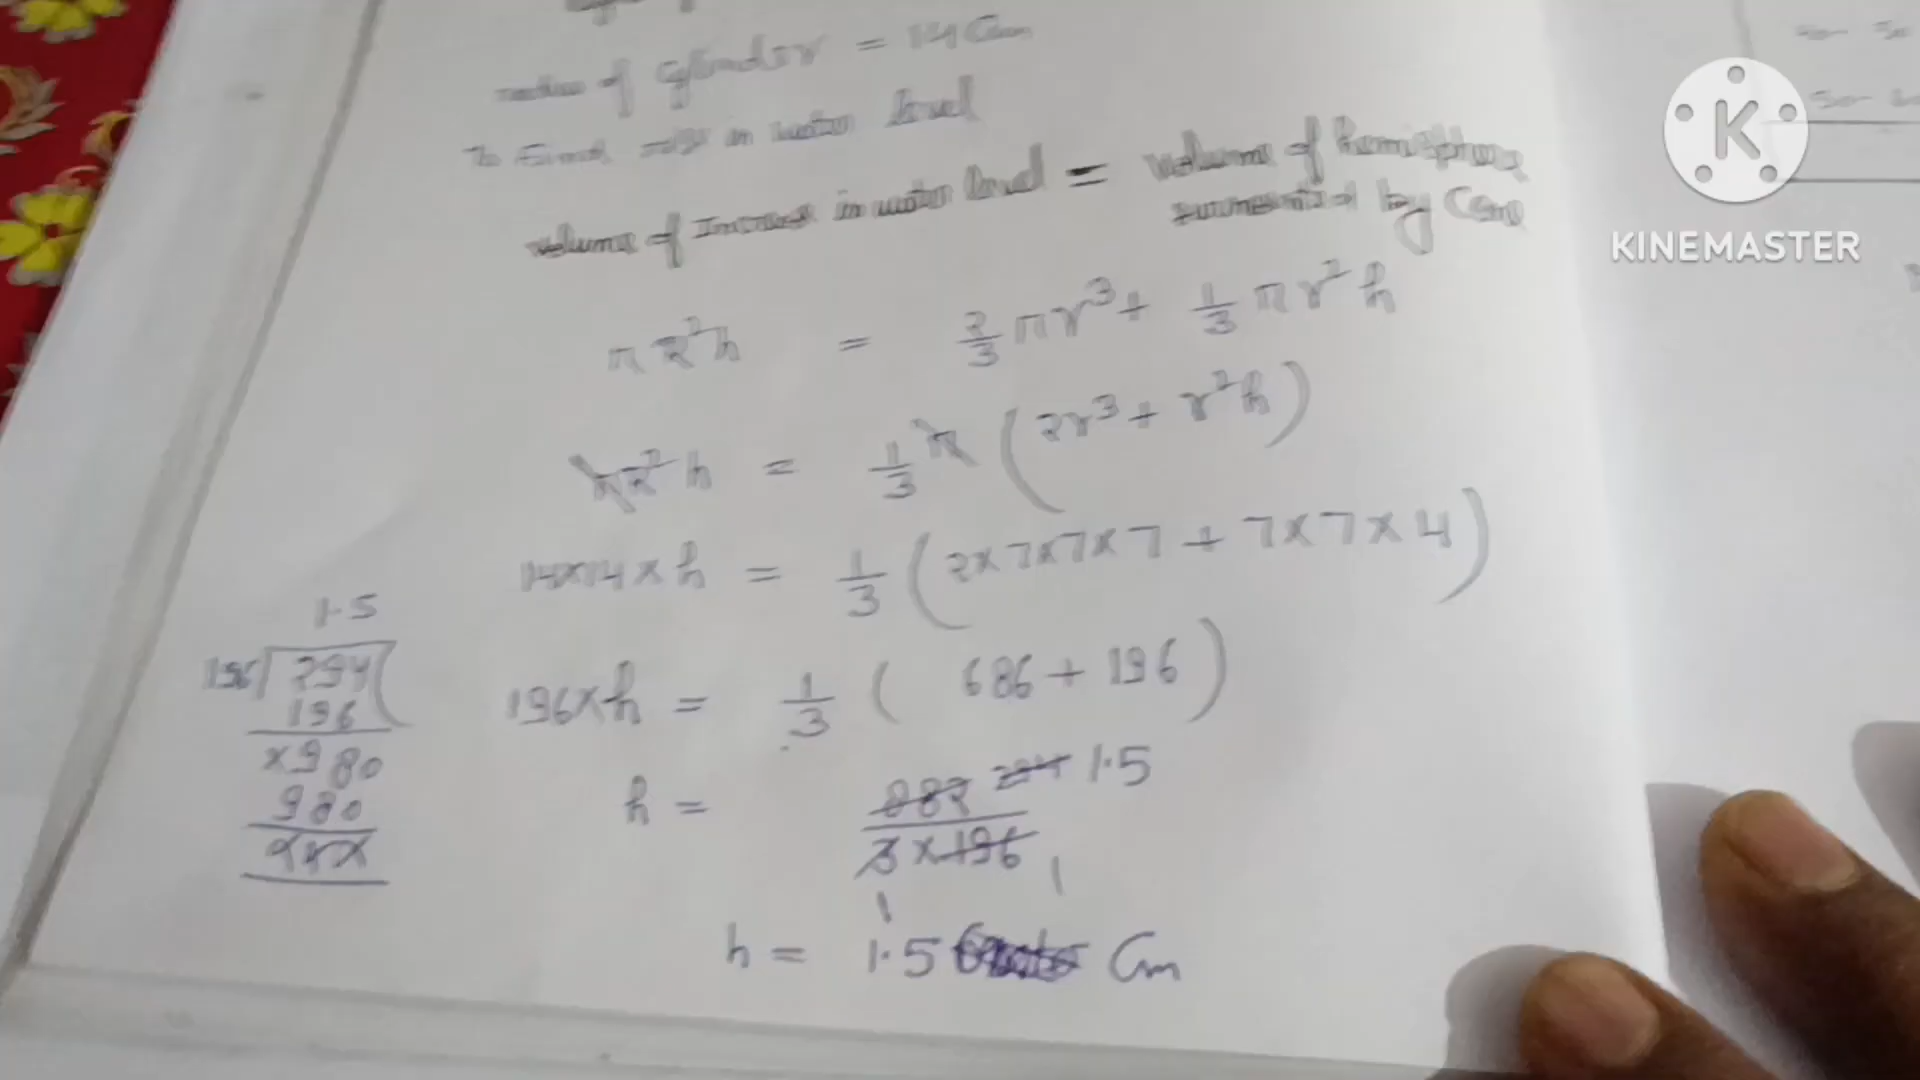 radius of Cylinder = 14 Cm
To Find rise in water level
volume of Increase in water level = volume of hemisphere
surmounted by Cone
πR²h = 2/3 πr³ + 1/3 πr²h
πR²h = 1/3 π (2r³ + r²h)
14×14×h = 1/3 (2×7×7×7 + 7×7×4)
196×h = 1/3 ( 686 + 196 )
h = 882 294 1.5
3×196
1 1
h = 1.5 Cm
1.5
196 294
196
×980
980
×××
K
KINEMASTER